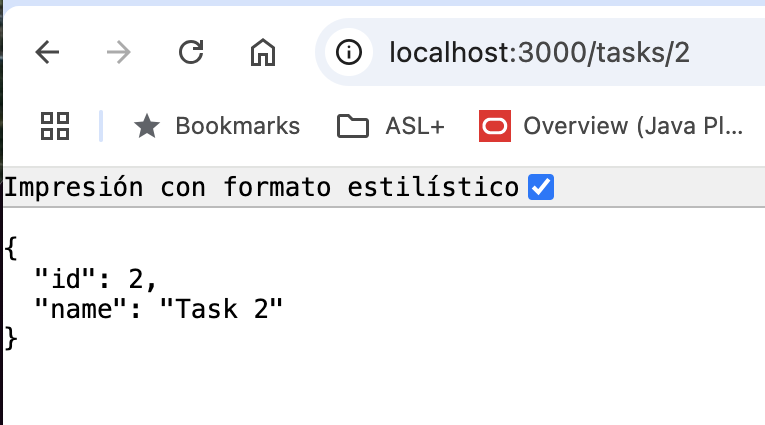 localhost:3000/tasks/2
Bookmarks ASL+ Overview (Java Pl...
Impresión con formato estilístico
{
  "id": 2,
  "name": "Task 2"
}